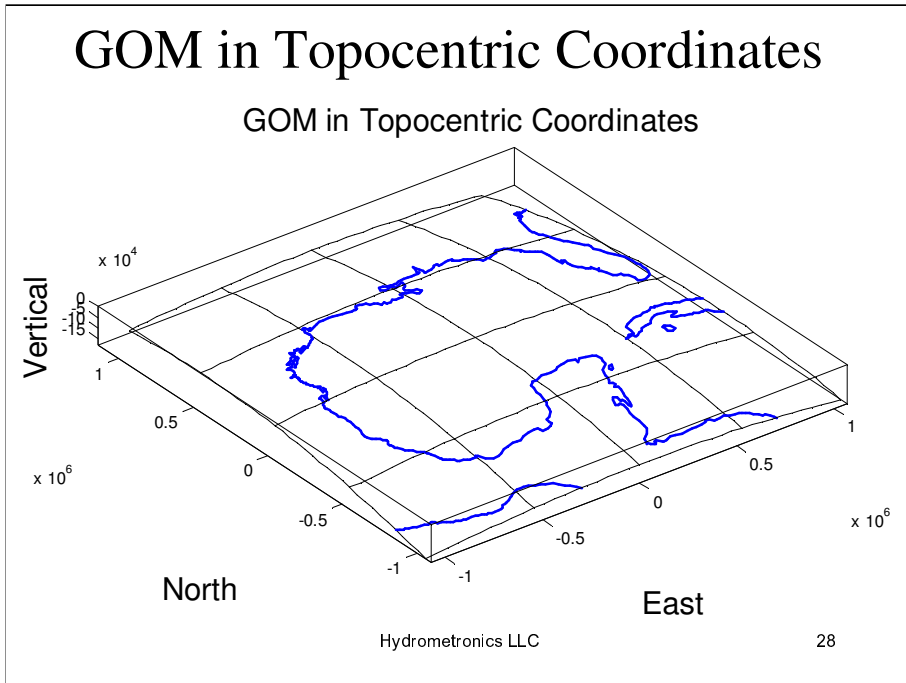 GOM in Topocentric Coordinates
GOM in Topocentric Coordinates
x 10^4
Vertical
0
-5
-10
-15
1
0.5
0
-0.5
-1
x 10^6
North
-1
-0.5
0
0.5
1
x 10^6
East
Hydrometronics LLC
28